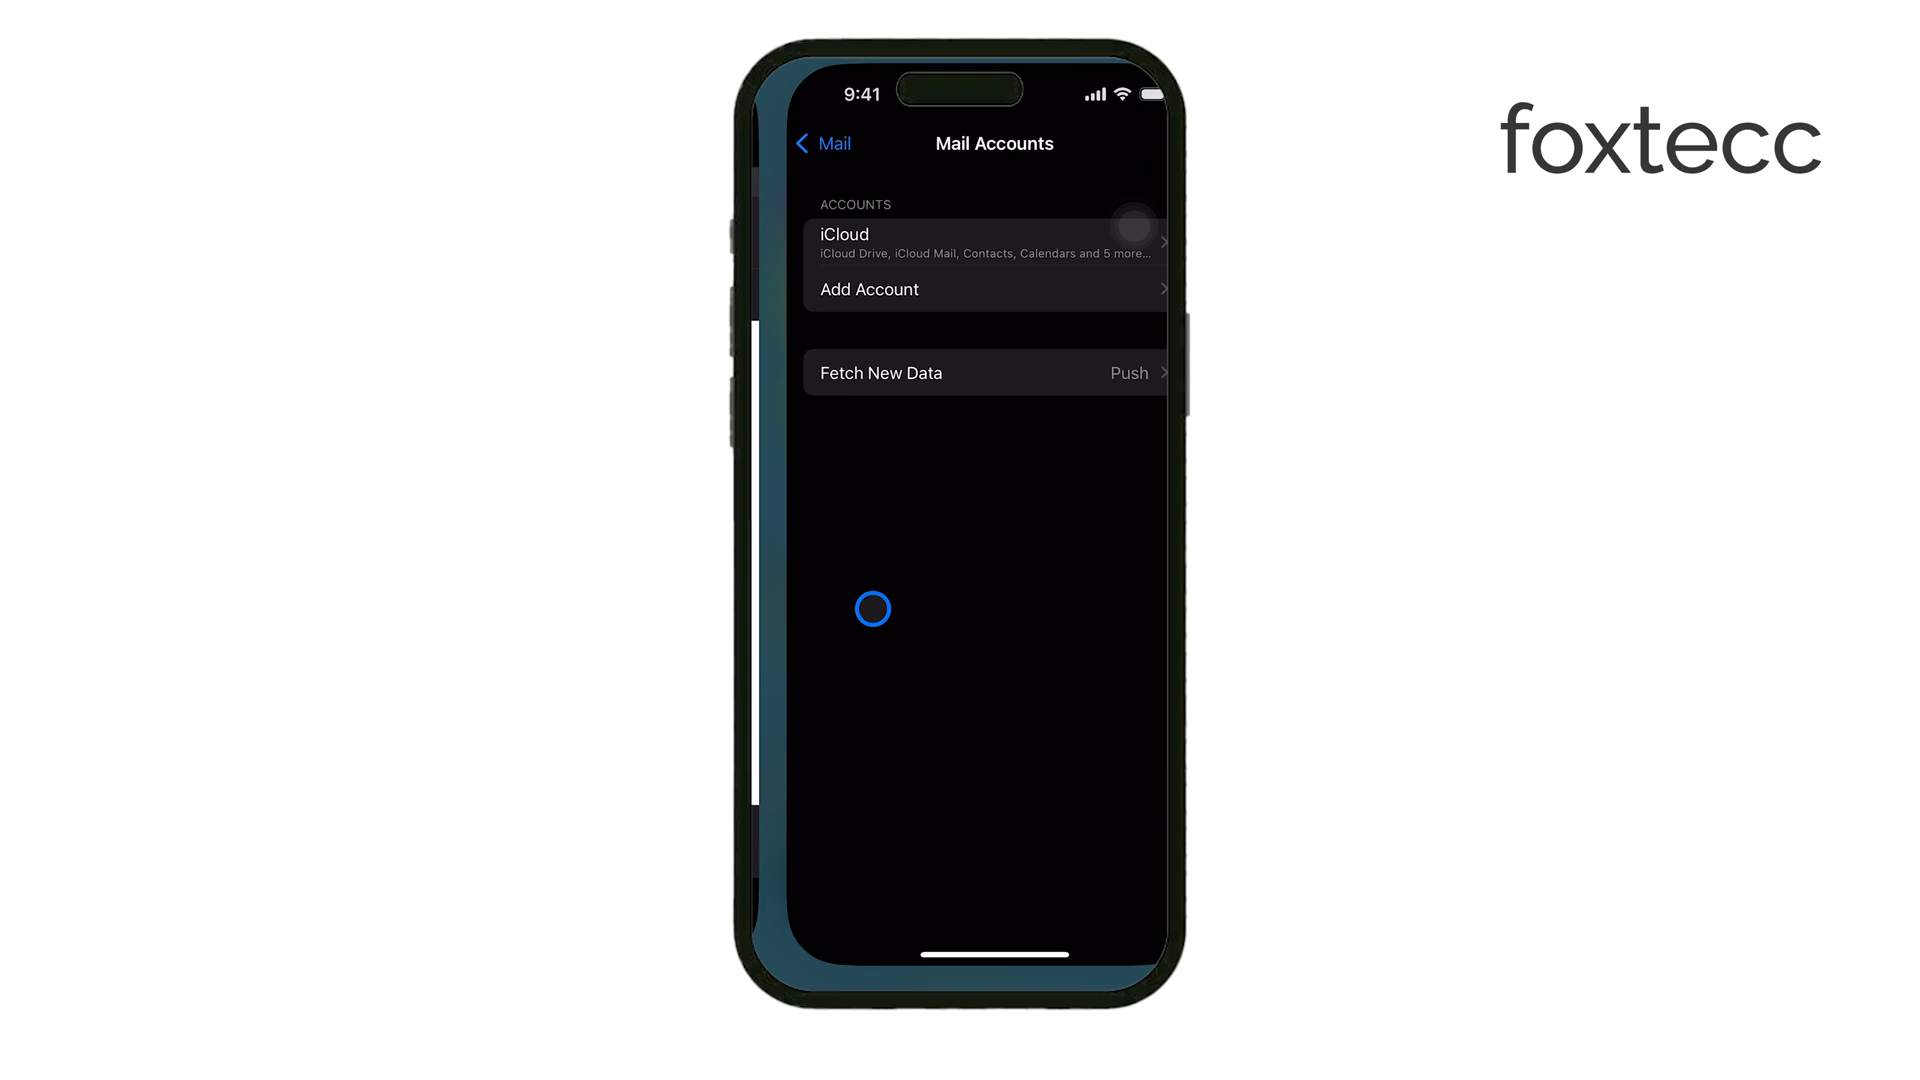 9:41
foxtecc
Mail
Mail Accounts
ACCOUNTS
iCloud
iCloud Drive, iCloud Mail, Contacts, Calendars and 5 more...
Add Account
Fetch New Data Push